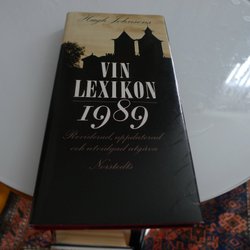 Hugh Johnsons
VIN
LEXIKON
1989
Reviderad, uppdaterad
och utvidgad utgåva
Norstedts